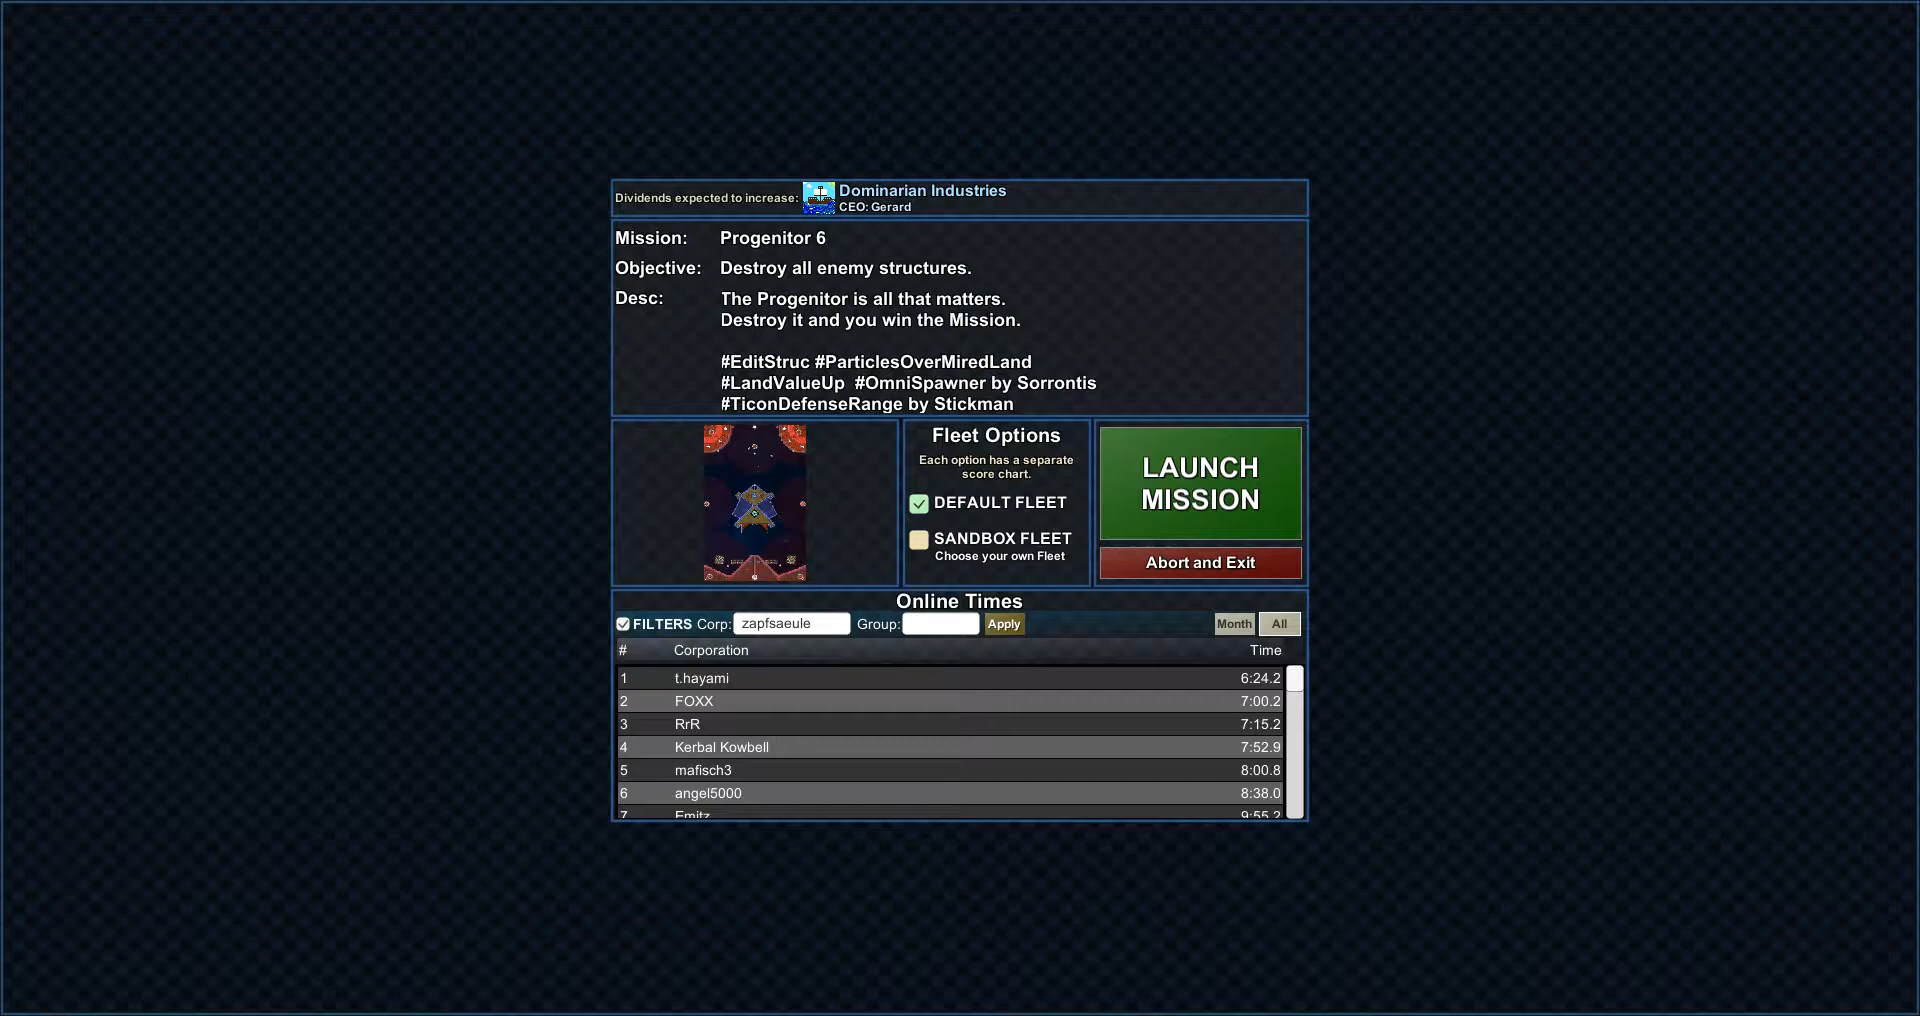 Dividends expected to increase:
Dominarian Industries
CEO: Gerard
Mission: Progenitor 6
Objective: Destroy all enemy structures.
Desc: The Progenitor is all that matters.
Destroy it and you win the Mission.
#EditStruc #ParticlesOverMiredLand
#LandValueUp #OmniSpawner by Sorrontis
#TiconDefenseRange by Stickman
Fleet Options
Each option has a separate
score chart.
DEFAULT FLEET
SANDBOX FLEET
Choose your own Fleet
LAUNCH
MISSION
Abort and Exit
Online Times
FILTERS Corp: zapfsaeule Group: Apply Month All
# Corporation Time
1 t.hayami 6:24.2
2 FOXX 7:00.2
3 RrR 7:15.2
4 Kerbal Kowbell 7:52.9
5 mafisch3 8:00.8
6 angel5000 8:38.0
7 Emitz 9:55.2